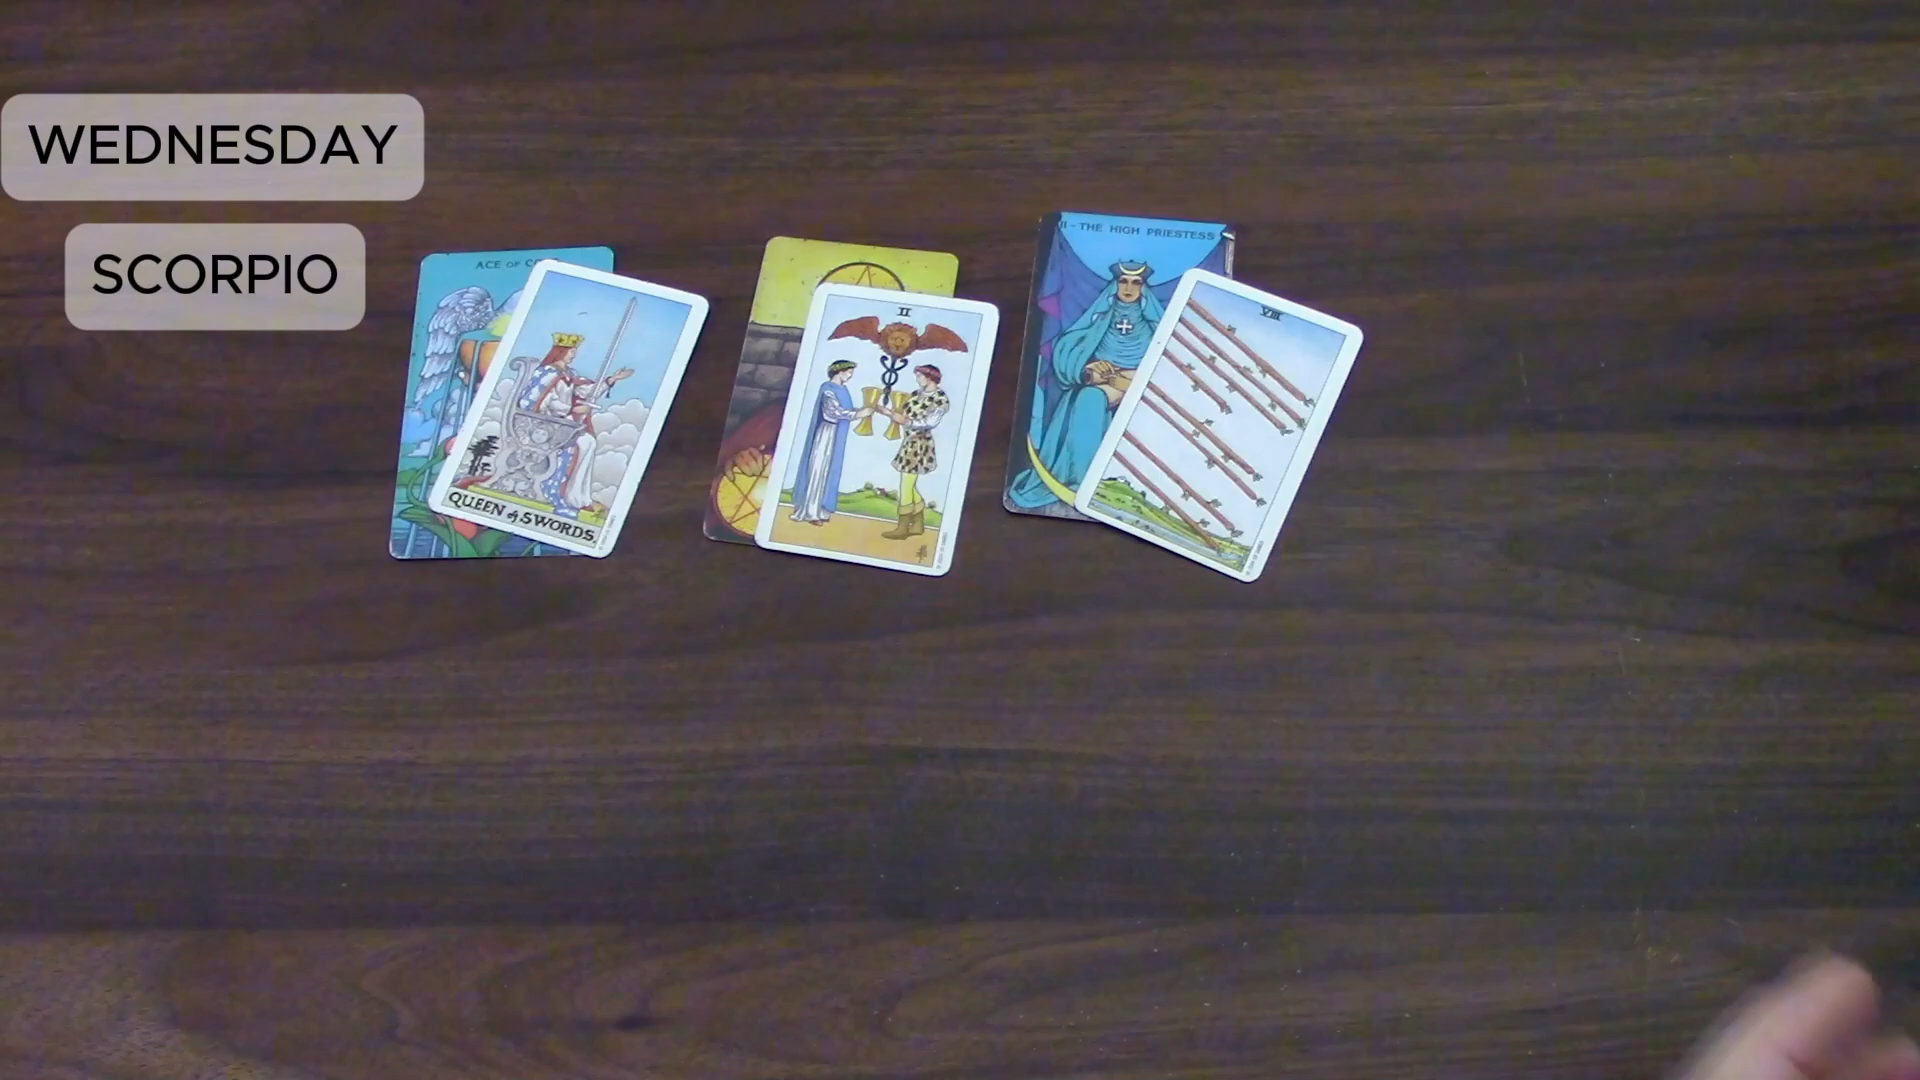 WEDNESDAY
SCORPIO
ACE OF
QUEEN of SWORDS.
II
II - THE HIGH PRIESTESS
VIII